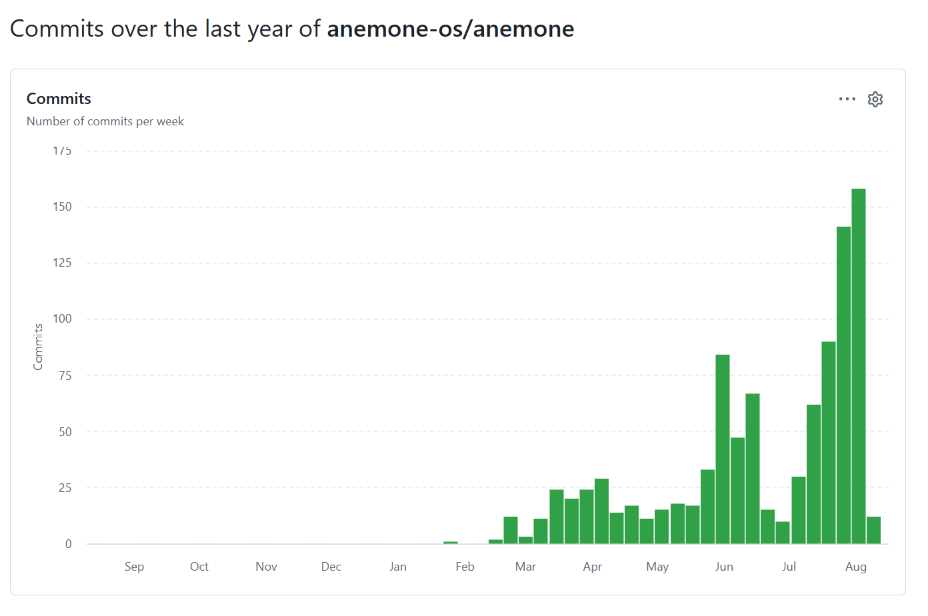 Commits over the last year of anemone-os/anemone
Commits
Number of commits per week
175
150
125
100
75
50
25
0
Commits
Sep Oct Nov Dec Jan Feb Mar Apr May Jun Jul Aug